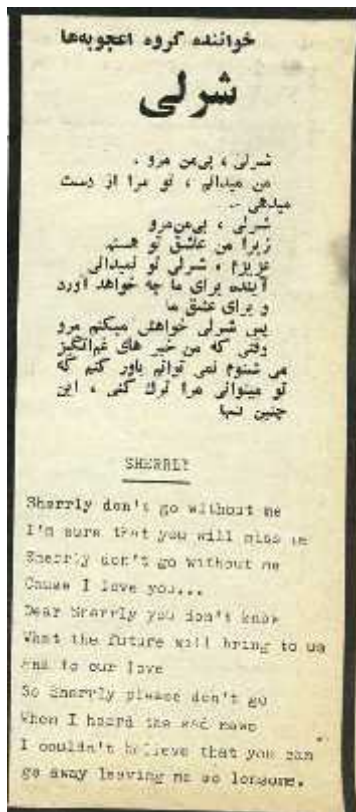 خواننده گروه اعجوبه‌ها
شرلی
شرلی ، بی‌من مرو .
من میدانم ، تو مرا از دست
میدهی ..
شرلی ، بی‌من‌مرو
زیرا من عاشق تو هستم
عزیزم ، شرلی تو نمیدانی
آینده برای ما چه خواهد آورد
و برای عشق ما
پس شرلی خواهش میکنم مرو
وقتی که من خبر های غم‌انگیز
می شنوم نمی توانم باور کنم که
تو میتوانی مرا ترک کنی ، این
چنین تنها
SHERRLY
Sherrly don't go without me
I'm sure that you will miss me
Sherrly don't go without me
Cause I love you...
Dear Sherrly you don't know
What the future will bring to us
And to our love
So Sherrly please don't go
When I heard the sad news
I couldn't believe that you can
go away leaving me so lonsome.